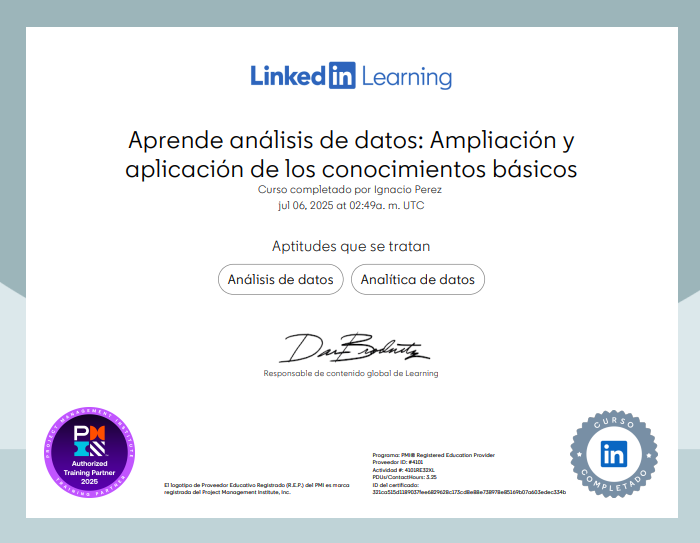 Linked in Learning
Aprende análisis de datos: Ampliación y
aplicación de los conocimientos básicos
Curso completado por Ignacio Perez
jul 06, 2025 at 02:49a. m. UTC
Aptitudes que se tratan
Análisis de datos
Analítica de datos
Responsable de contenido global de Learning
PROJECT MANAGEMENT INSTITUTE
PMI
Authorized
Training Partner
2025
TRAINING PARTNER
El logotipo de Proveedor Educativo Registrado (R.E.P.) del PMI es marca
registrada del Project Management Institute, Inc.
Programa: PMI® Registered Education Provider
Proveedor ID: #4101
Actividad #: 4101RE32XL
PDUs/ContactHours: 3.25
ID del certificado:
CURSO
in
COMPLETADO